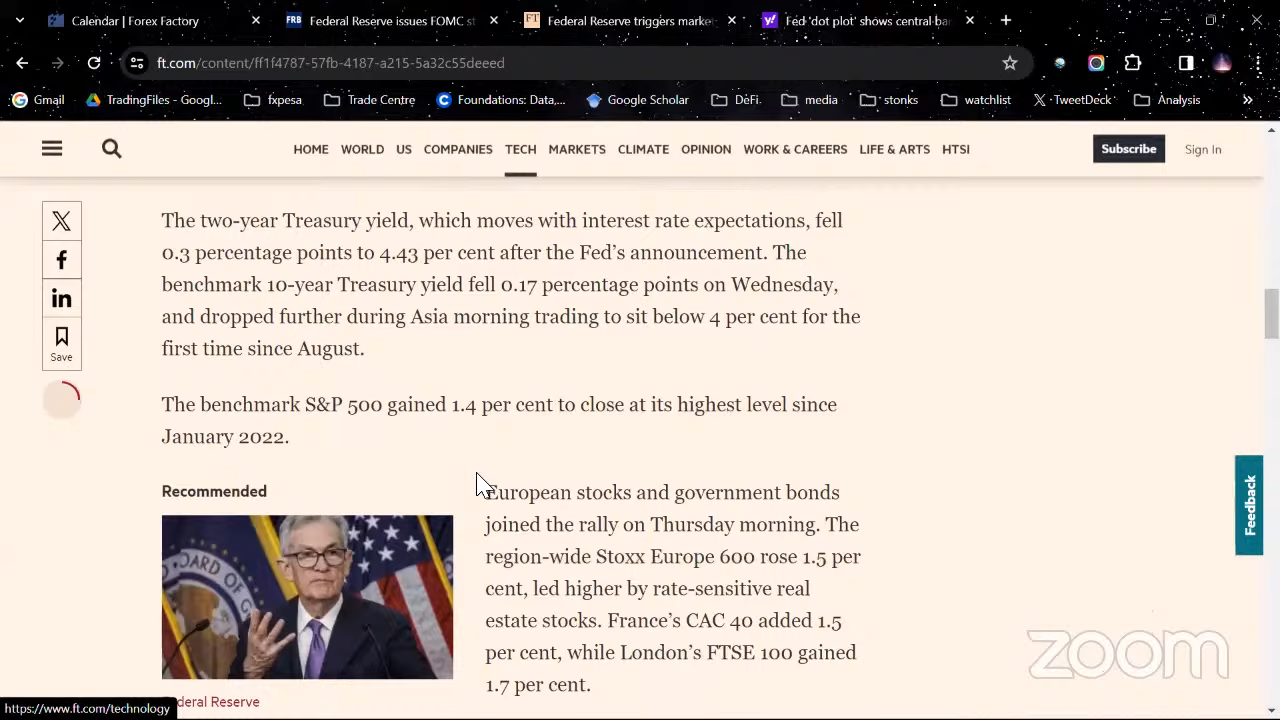 Calendar | Forex Factory
FRB Federal Reserve issues FOMC st
FT Federal Reserve triggers market
y! Fed 'dot plot' shows central ba
ft.com/content/ff1f4787-57fb-4187-a215-5a32c55deeed
Gmail TradingFiles - Googl... fxpesa Trade Centre Foundations: Data,... Google Scholar DeFi media stonks watchlist TweetDeck Analysis
HOME WORLD US COMPANIES TECH MARKETS CLIMATE OPINION WORK & CAREERS LIFE & ARTS HTSI Subscribe Sign In
The two-year Treasury yield, which moves with interest rate expectations, fell
0.3 percentage points to 4.43 per cent after the Fed's announcement. The
benchmark 10-year Treasury yield fell 0.17 percentage points on Wednesday,
and dropped further during Asia morning trading to sit below 4 per cent for the
first time since August.
Save
The benchmark S&P 500 gained 1.4 per cent to close at its highest level since
January 2022.
Recommended
European stocks and government bonds
joined the rally on Thursday morning. The
region-wide Stoxx Europe 600 rose 1.5 per
cent, led higher by rate-sensitive real
estate stocks. France's CAC 40 added 1.5
per cent, while London's FTSE 100 gained
1.7 per cent.
Feedback
zoom
deral Reserve
https://www.ft.com/technology